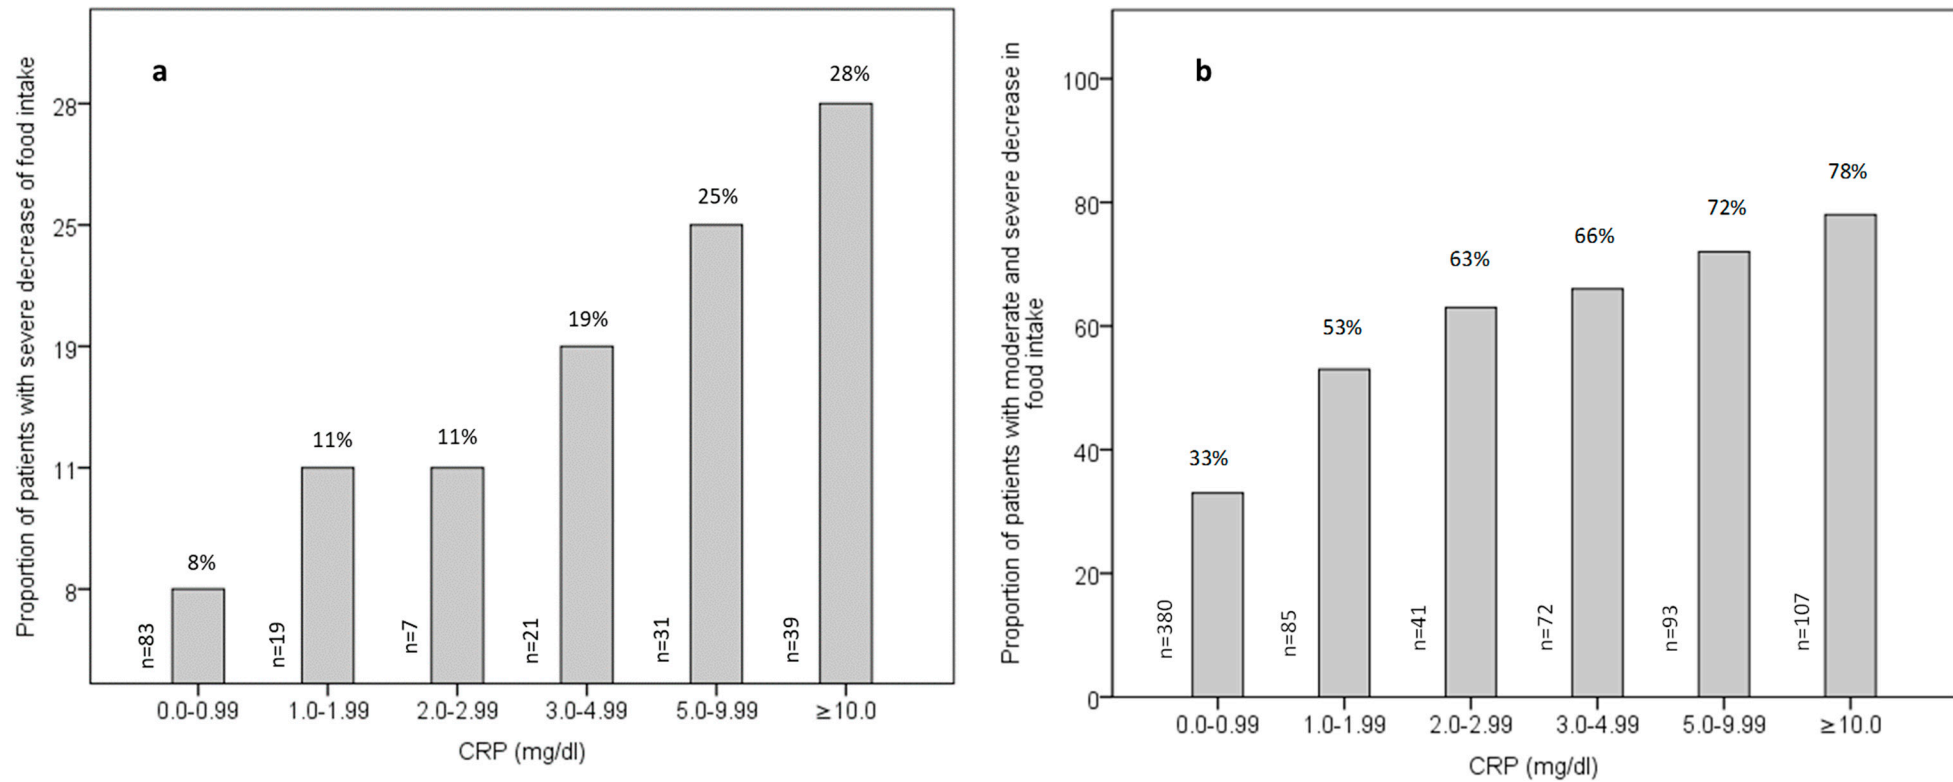 Proportion of patients with severe decrease of food intake
a
28
25
19
11
8
8%
11%
11%
19%
25%
28%
n=83
n=19
n=7
n=21
n=31
n=39
0.0-0.99
1.0-1.99
2.0-2.99
3.0-4.99
5.0-9.99
≥10.0
CRP (mg/dl)
Proportion of patients with moderate and severe decrease in
food intake
b
100
80
60
40
20
0
33%
53%
63%
66%
72%
78%
n=380
n=85
n=41
n=72
n=93
n=107
0.0-0.99
1.0-1.99
2.0-2.99
3.0-4.99
5.0-9.99
≥10.0
CRP (mg/dl)